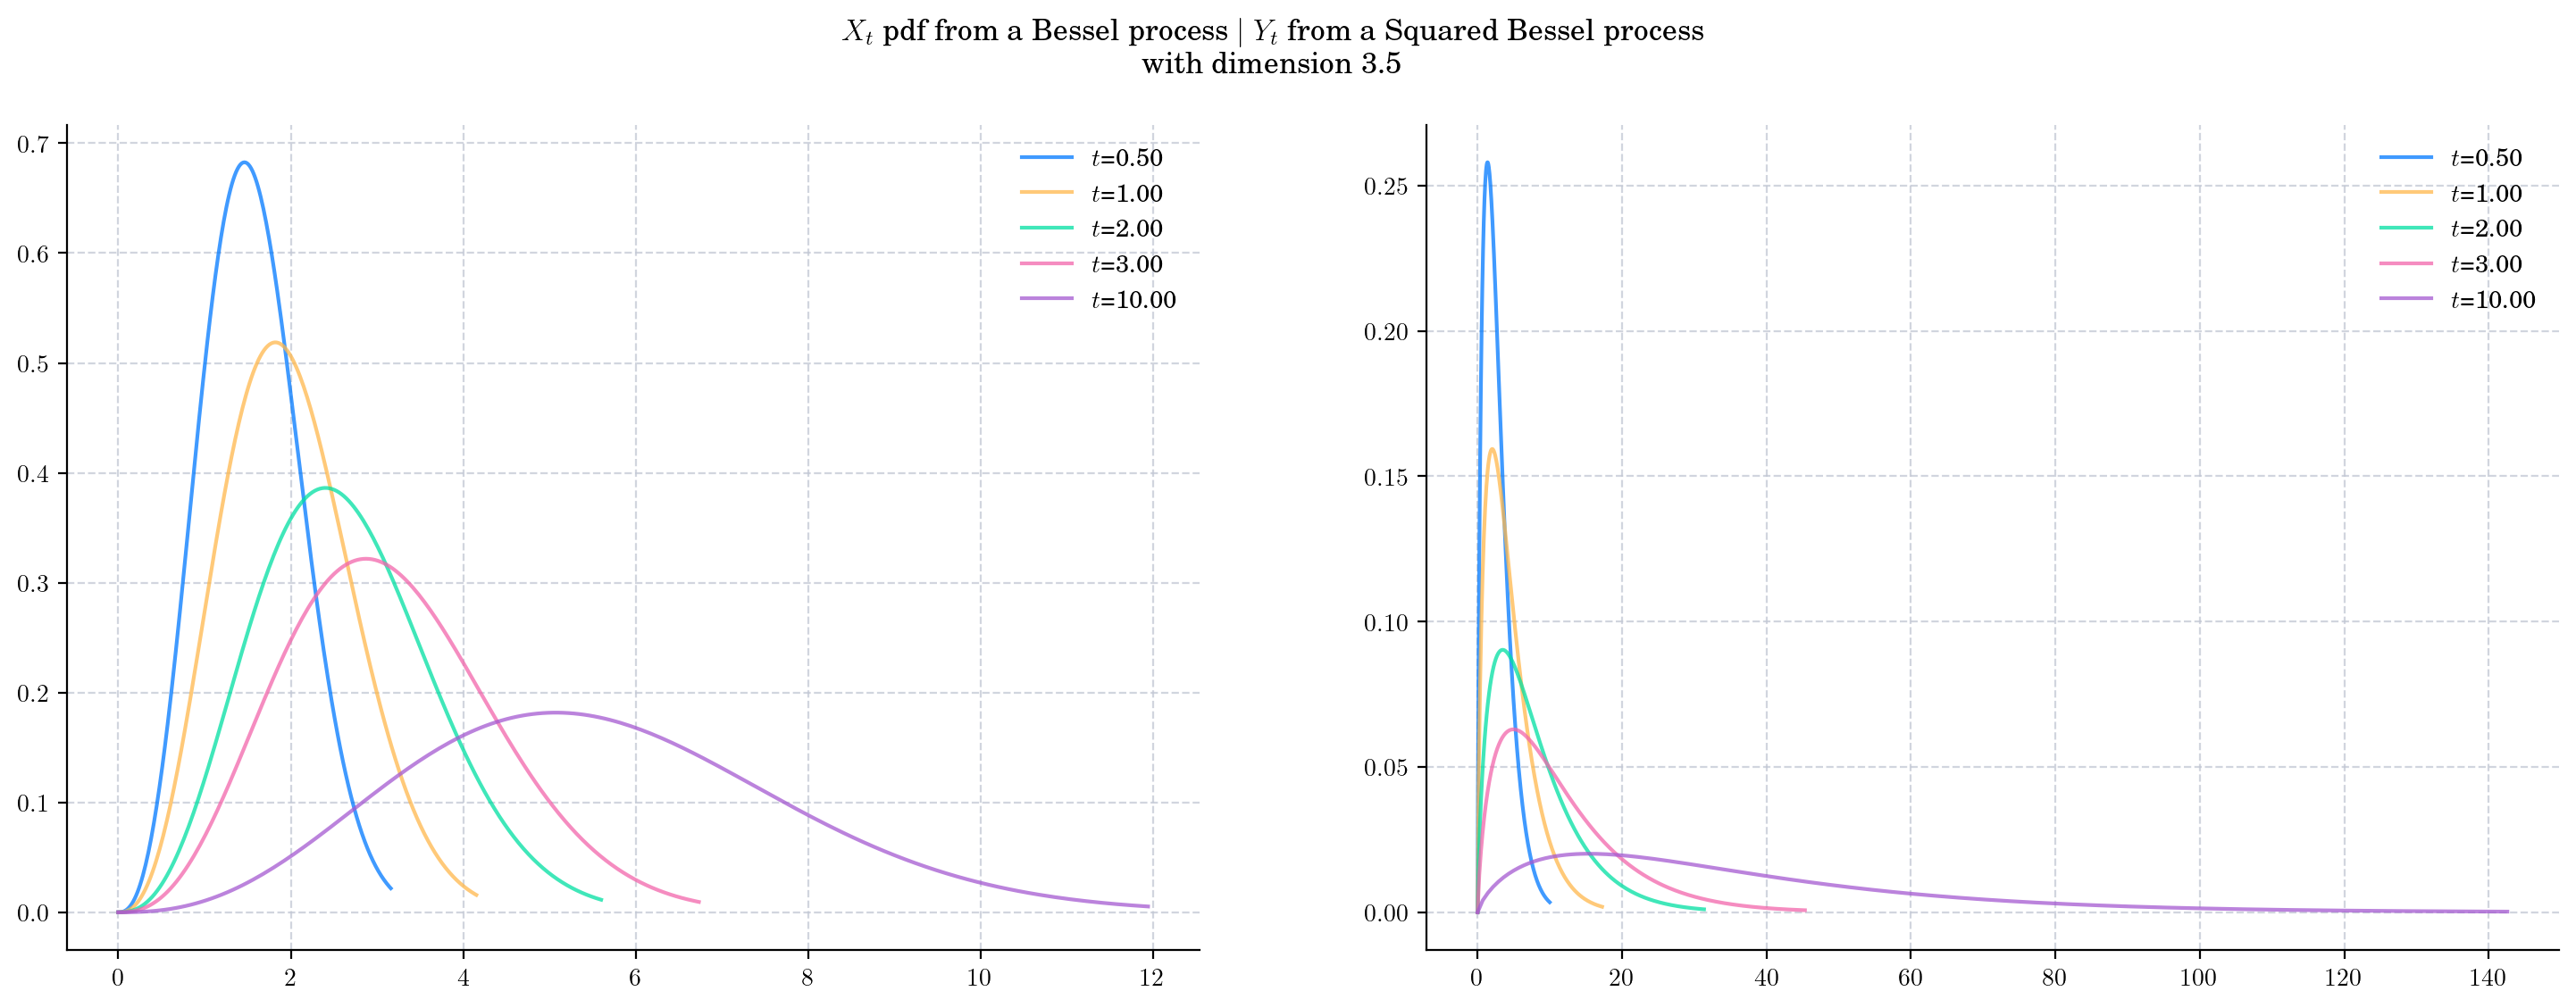 X_t pdf from a Bessel process | Y_t from a Squared Bessel process
with dimension 3.5
0.7
0.6
0.5
0.4
0.3
0.2
0.1
0.0
0 2 4 6 8 10 12
t=0.50
t=1.00
t=2.00
t=3.00
t=10.00
0.25
0.20
0.15
0.10
0.05
0.00
0 20 40 60 80 100 120 140
t=0.50
t=1.00
t=2.00
t=3.00
t=10.00